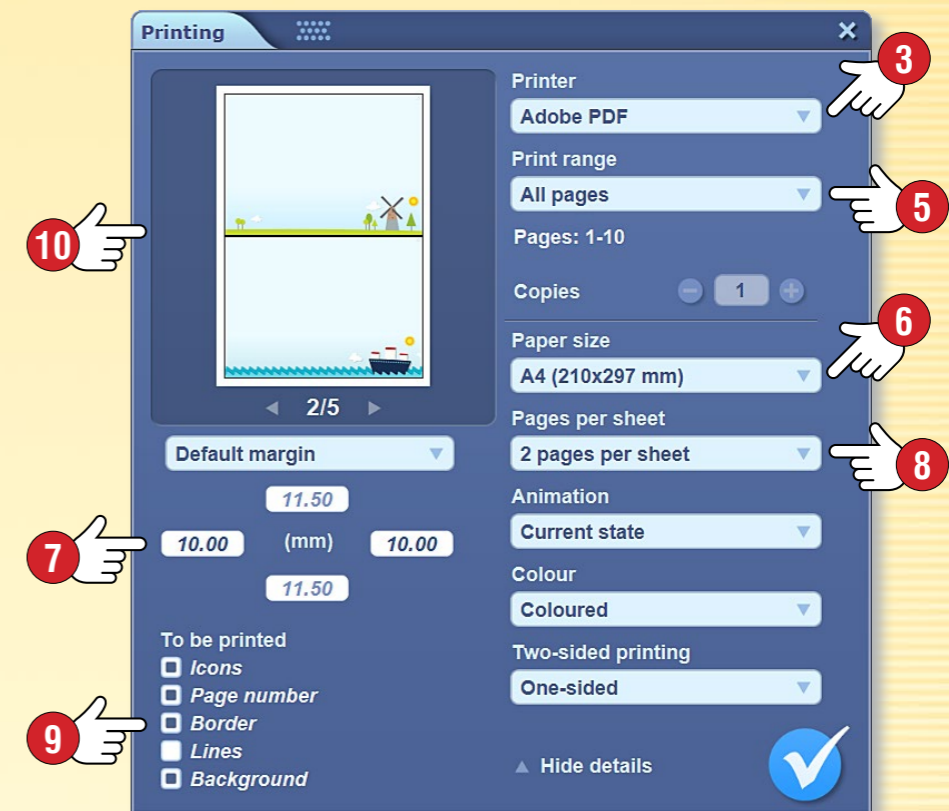 Printing
3
Printer
Adobe PDF
Print range
All pages
5
Pages: 1-10
10
Copies
1
6
Paper size
A4 (210x297 mm)
2/5
Pages per sheet
2 pages per sheet
8
Default margin
11.50
10.00
(mm)
10.00
11.50
7
Animation
Current state
Colour
Coloured
Two-sided printing
One-sided
To be printed
Icons
Page number
Border
9
Lines
Background
Hide details